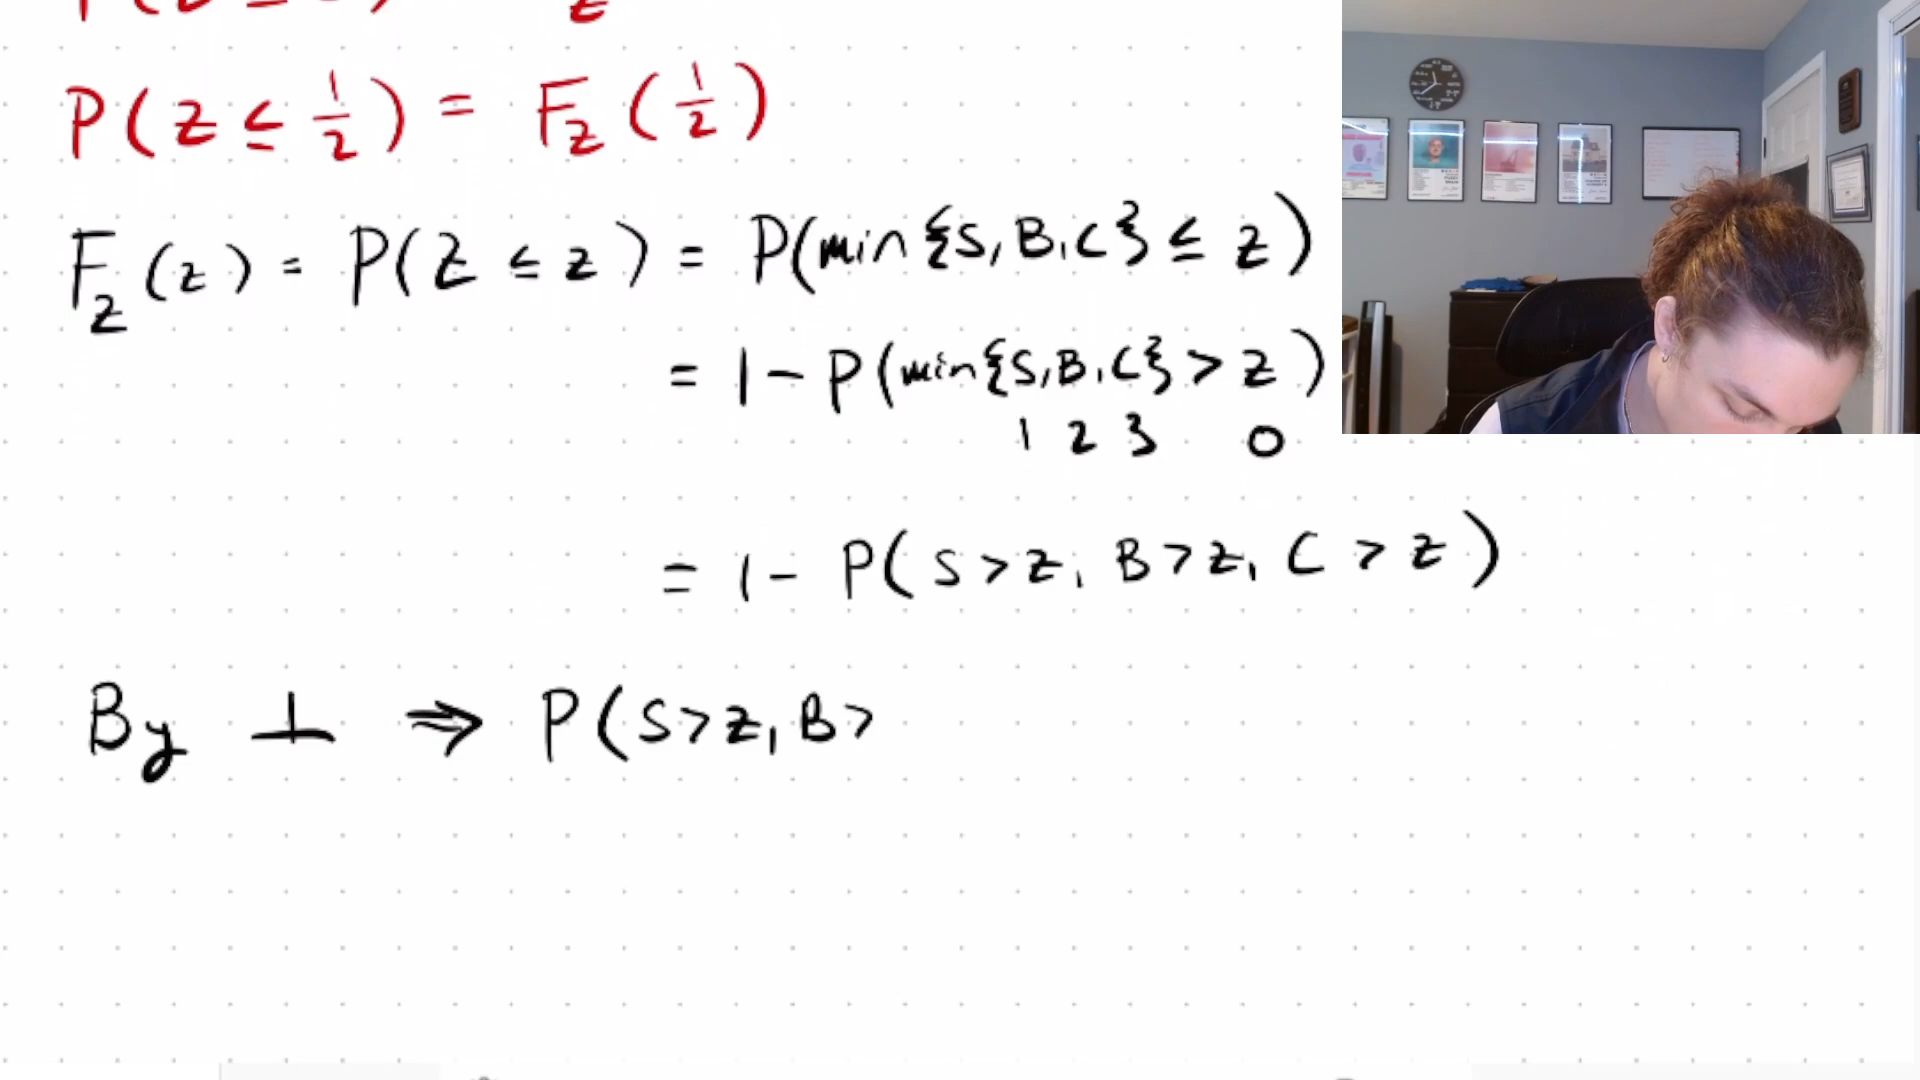 P(Z ≤ 1/2) = F_Z(1/2)
F_Z(z) = P(Z ≤ z) = P(min{S, B, C} ≤ z)
= 1 - P(min{S, B, C} > z)
1 2 3 0
= 1 - P(S > z, B > z, C > z)
By ⊥ ⇒ P(S > z, B >